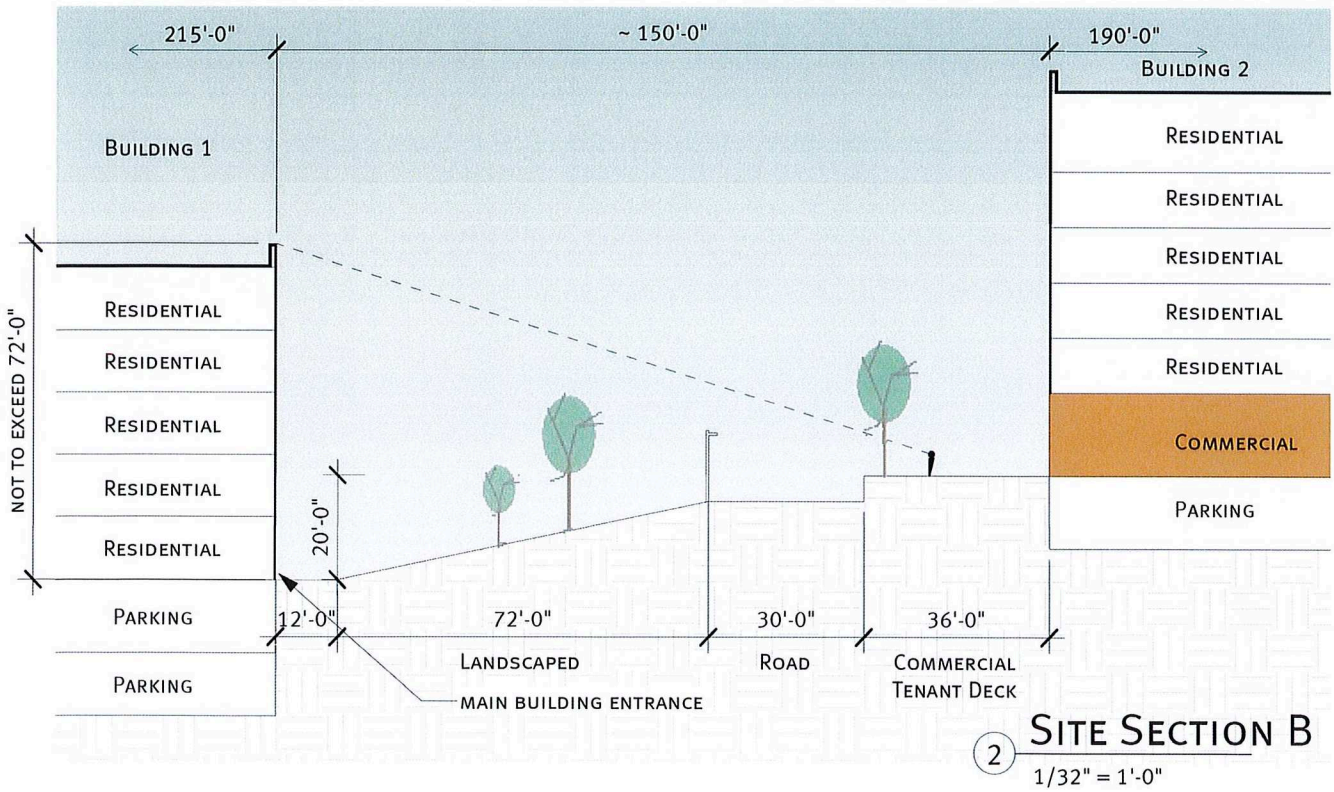 215'-0"
~ 150'-0"
190'-0"
BUILDING 2
BUILDING 1
RESIDENTIAL
RESIDENTIAL
RESIDENTIAL
RESIDENTIAL
RESIDENTIAL
COMMERCIAL
PARKING
NOT TO EXCEED 72'-0"
RESIDENTIAL
RESIDENTIAL
RESIDENTIAL
RESIDENTIAL
RESIDENTIAL
PARKING
PARKING
20'-0"
12'-0"
72'-0"
30'-0"
36'-0"
LANDSCAPED
ROAD
COMMERCIAL
TENANT DECK
MAIN BUILDING ENTRANCE
2
SITE SECTION B
1/32" = 1'-0"